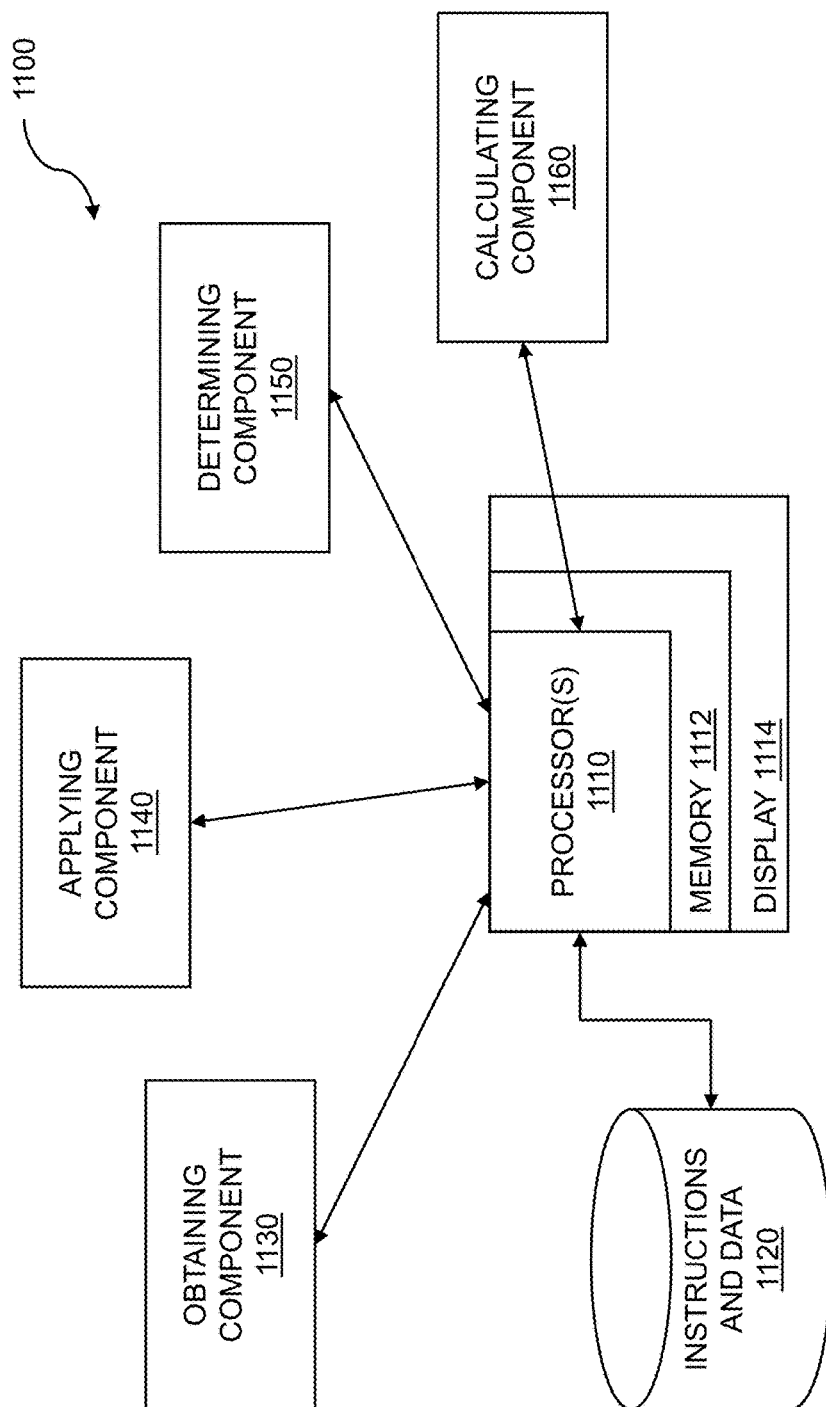 1100
OBTAINING
COMPONENT
1130
APPLYING
COMPONENT
1140
DETERMINING
COMPONENT
1150
CALCULATING
COMPONENT
1160
PROCESSOR(S)
1110
MEMORY 1112
DISPLAY 1114
INSTRUCTIONS
AND DATA
1120